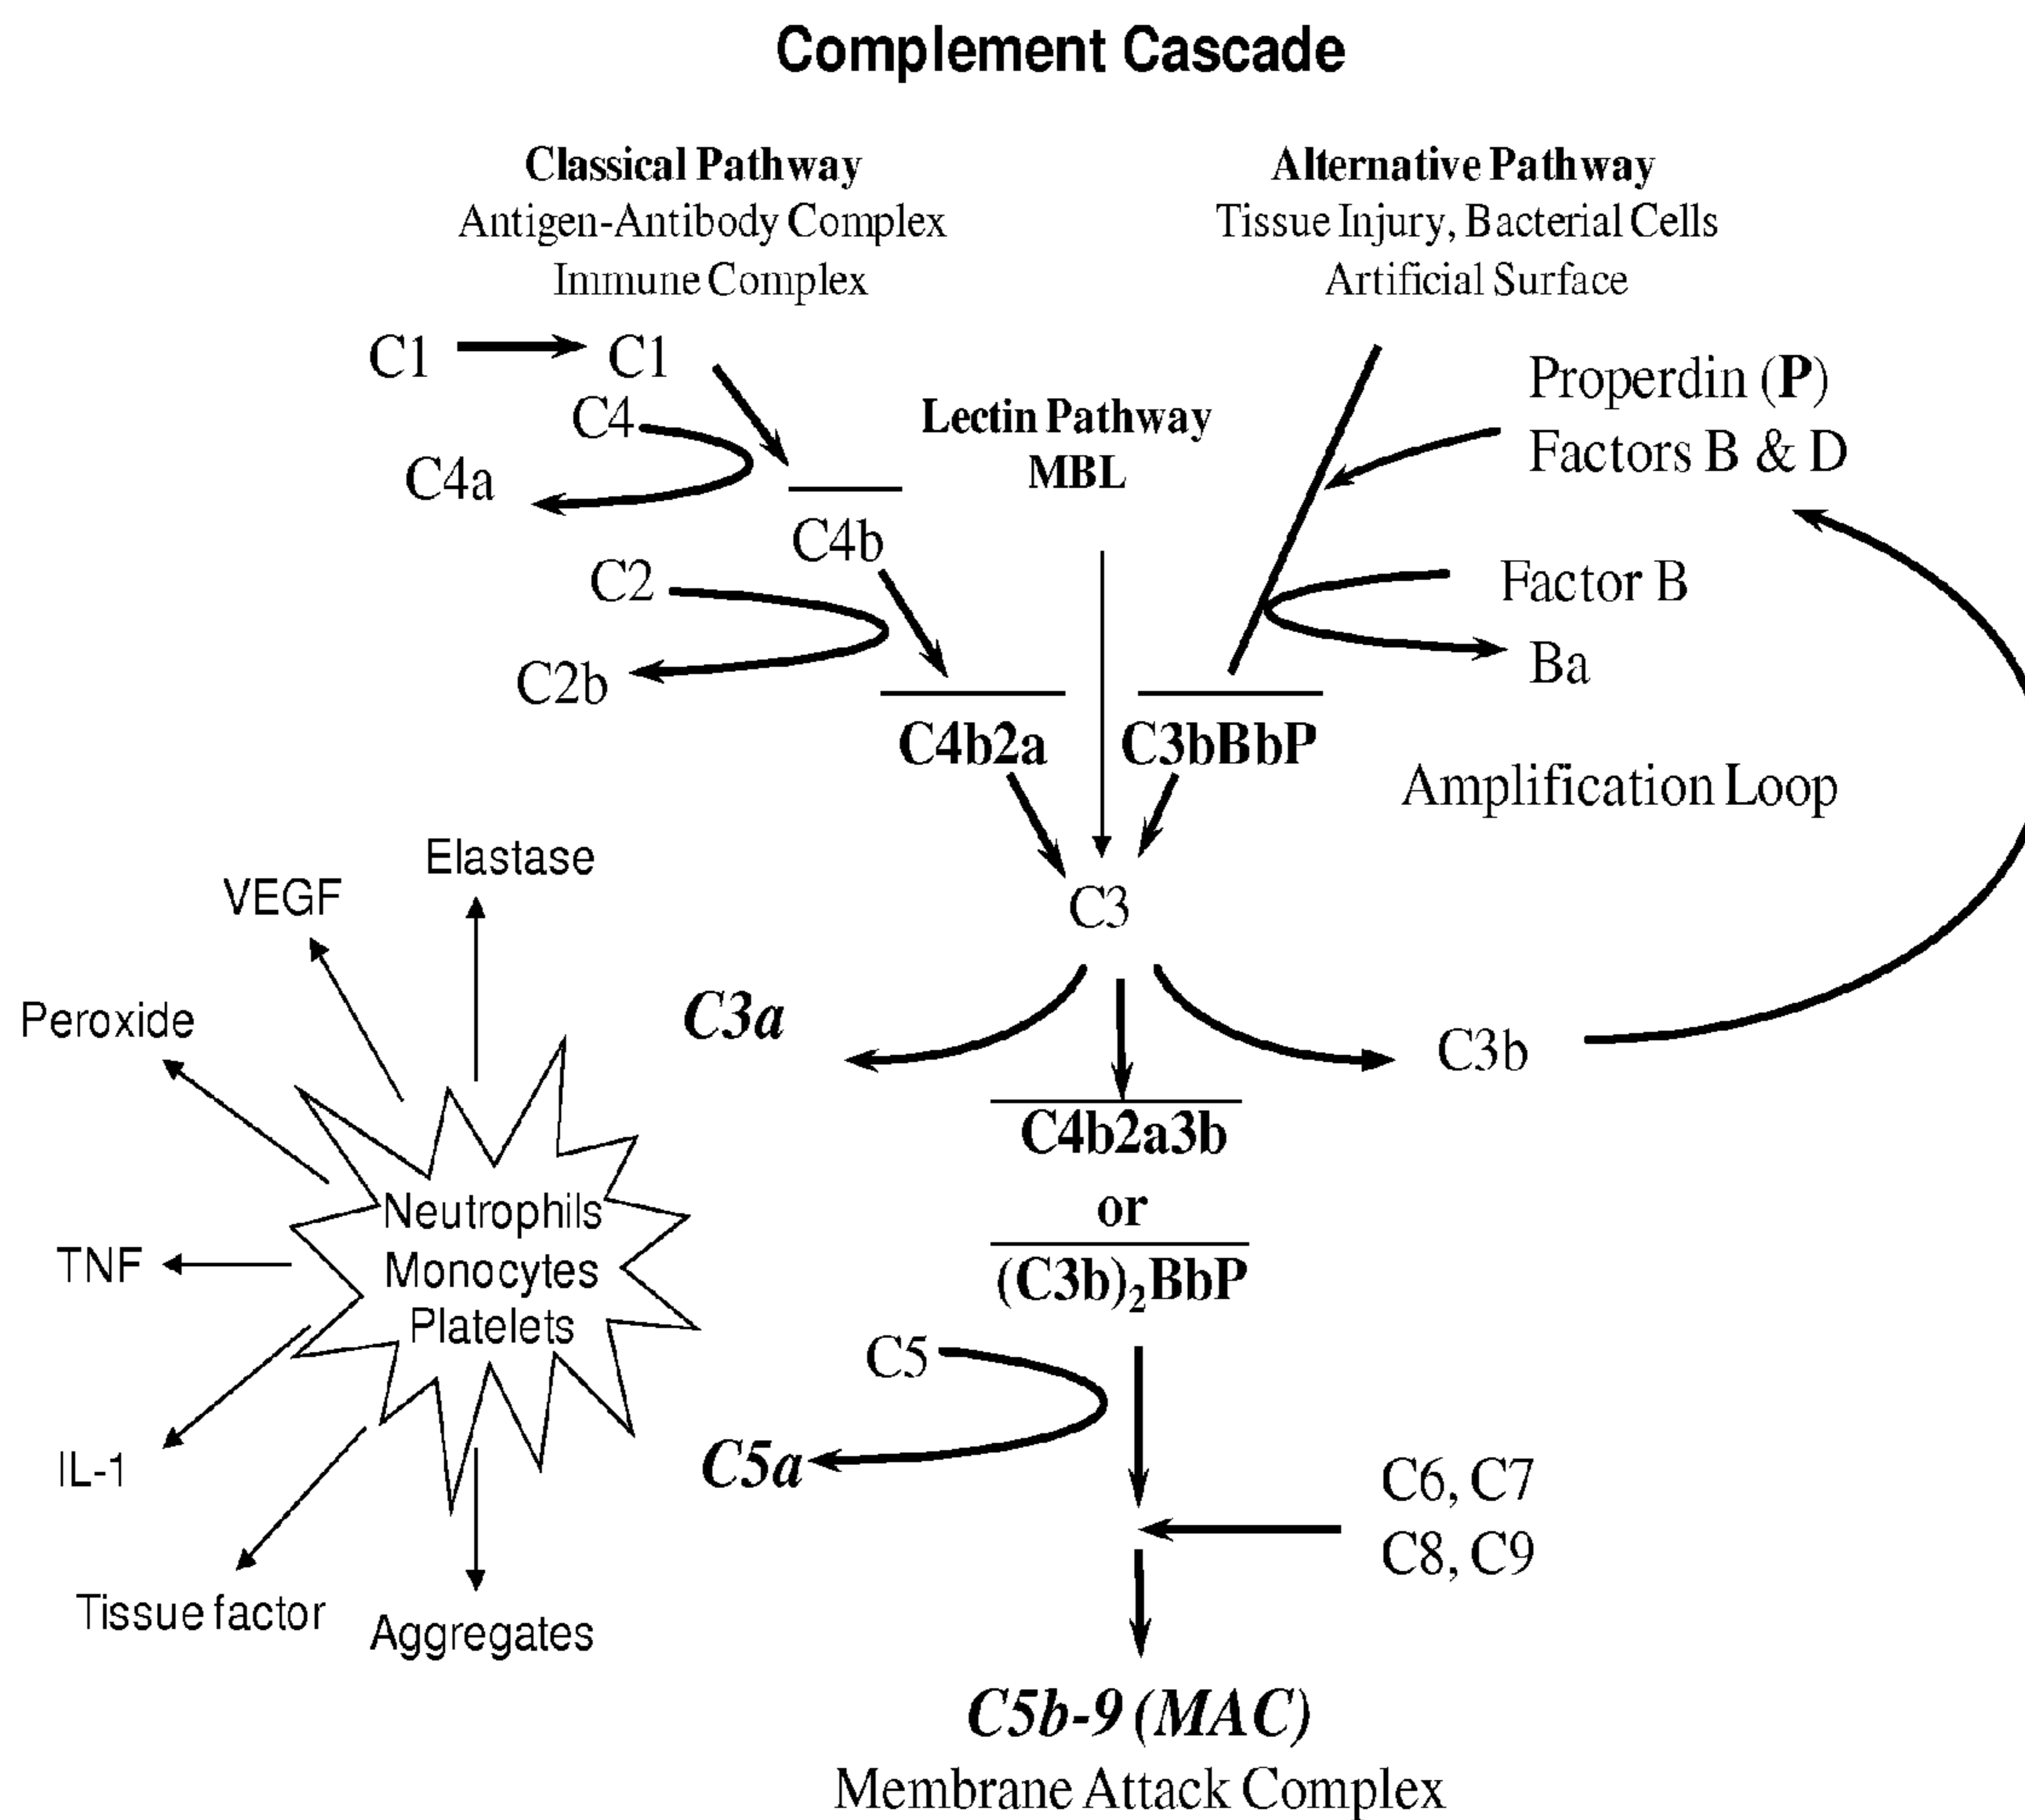 Complement Cascade
Classical Pathway
Antigen-Antibody Complex
Immune Complex
Alternative Pathway
Tissue Injury, Bacterial Cells
Artificial Surface
C1
C1
C4
C4a
Lectin Pathway
MBL
Properdin (P)
Factors B & D
C4b
C2
C2b
Factor B
Ba
C4b2a
C3bBbP
Amplification Loop
C3
C3a
C3b
C4b2a3b
or
(C3b)₂BbP
C5
C5a
C6, C7
C8, C9
C5b-9 (MAC)
Membrane Attack Complex
Elastase
VEGF
Peroxide
TNF
IL-1
Tissue factor
Aggregates
Neutrophils
Monocytes
Platelets